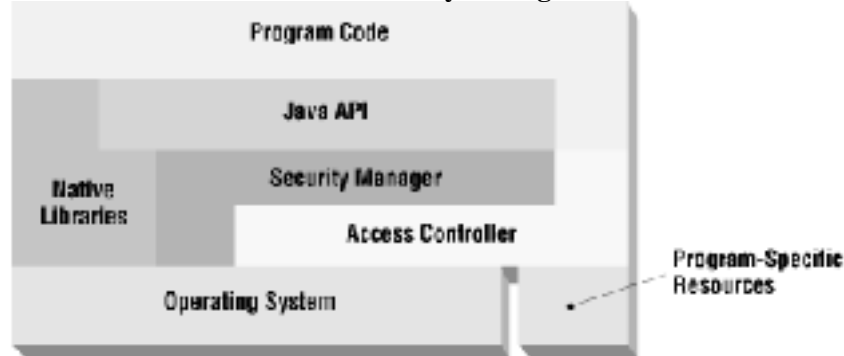 Program Code
Java API
Security Manager
Native
Libraries
Access Controller
Program-Specific
Resources
Operating System